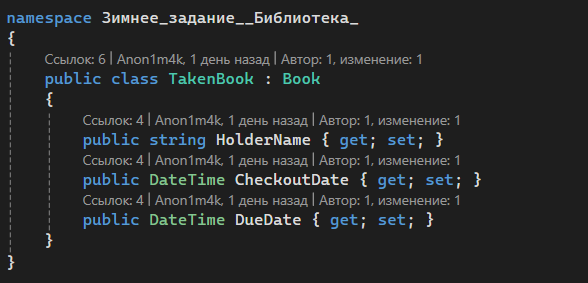 namespace Зимнее_задание__Библиотека_
{
Ссылок: 6 | Anon1m4k, 1 день назад | Автор: 1, изменение: 1
public class TakenBook : Book
{
Ссылок: 4 | Anon1m4k, 1 день назад | Автор: 1, изменение: 1
public string HolderName { get; set; }
Ссылок: 4 | Anon1m4k, 1 день назад | Автор: 1, изменение: 1
public DateTime CheckoutDate { get; set; }
Ссылок: 4 | Anon1m4k, 1 день назад | Автор: 1, изменение: 1
public DateTime DueDate { get; set; }
}
}